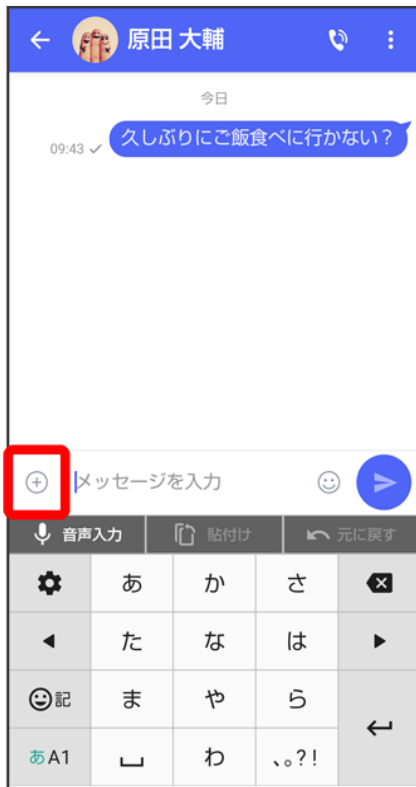 原田 大輔
今日
久しぶりにご飯食べに行かない？
09:43
メッセージを入力
音声入力 貼付け 元に戻す
あ か さ
た な は
記 ま や ら
あA1 わ 、。?!